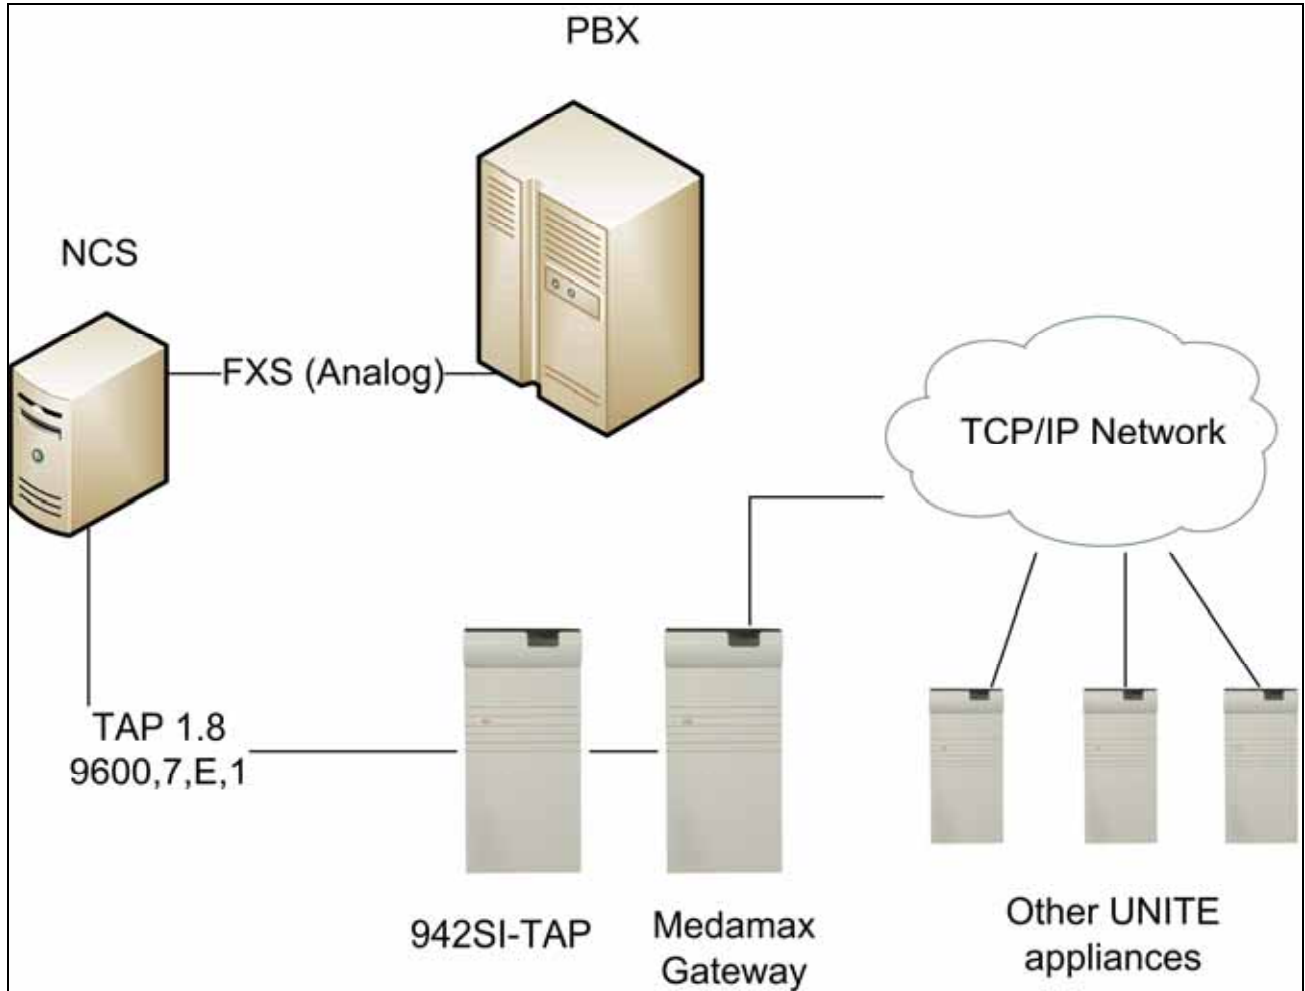 PBX
NCS
FXS (Analog)
TCP/IP Network
TAP 1.8
9600,7,E,1
942SI-TAP
Medamax
Gateway
Other UNITE
appliances